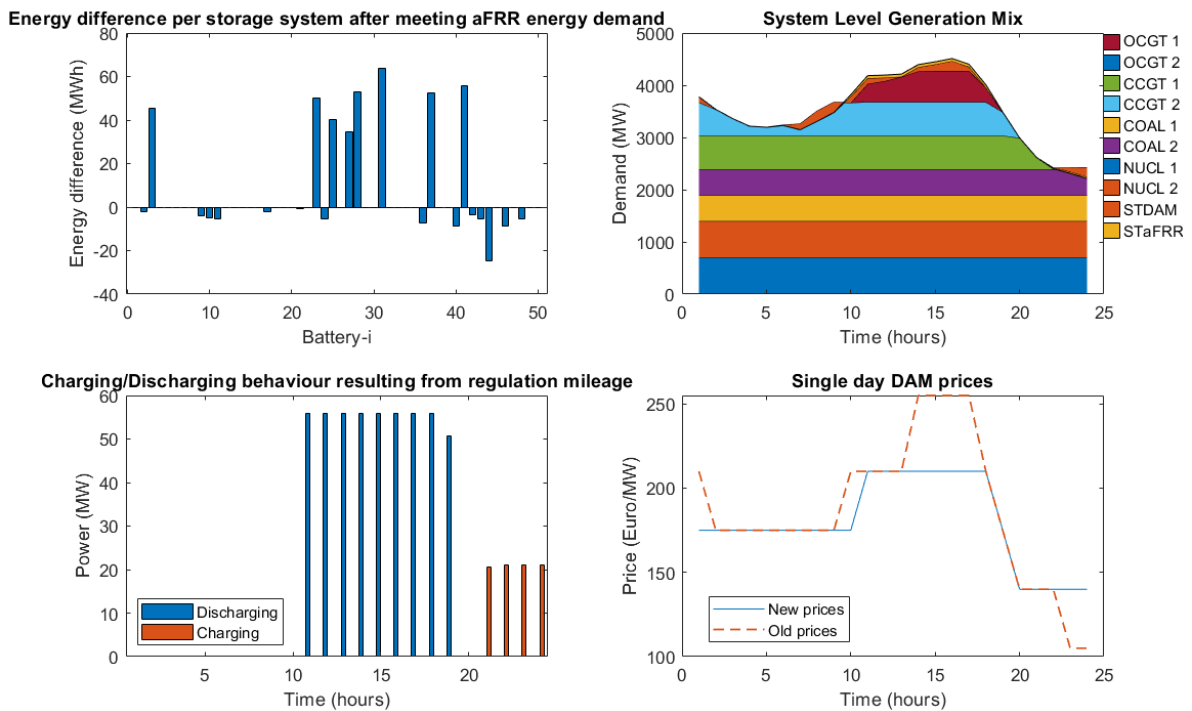 Energy difference per storage system after meeting aFRR energy demand
80
60
40
20
0
-20
-40
Energy difference (MWh)
0 10 20 30 40 50
Battery-i
System Level Generation Mix
5000
4000
3000
2000
1000
0
Demand (MW)
0 5 10 15 20 25
Time (hours)
OCGT 1
OCGT 2
CCGT 1
CCGT 2
COAL 1
COAL 2
NUCL 1
NUCL 2
STDAM
STaFRR
Charging/Discharging behaviour resulting from regulation mileage
60
50
40
30
20
10
0
Power (MW)
Discharging
Charging
5 10 15 20
Time (hours)
Single day DAM prices
250
200
150
100
Price (Euro/MW)
New prices
Old prices
0 5 10 15 20 25
Time (hours)